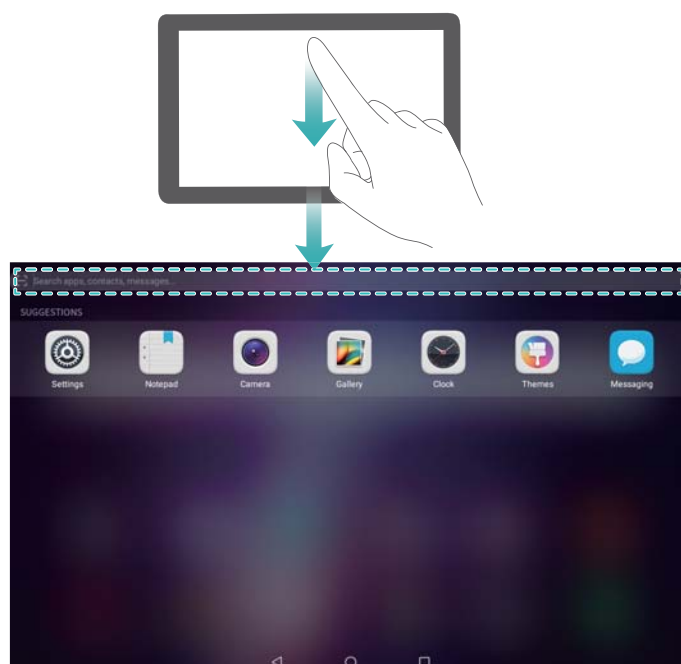 Search apps, contacts, messages...
SUGGESTIONS
Settings
Notepad
Camera
Gallery
Clock
Themes
Messaging